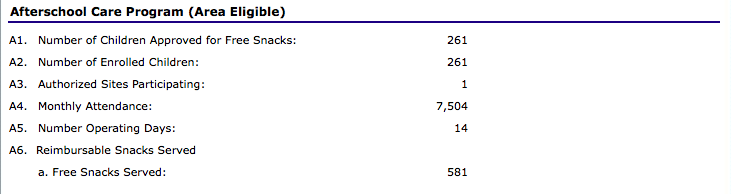 Afterschool Care Program (Area Eligible)
A1. Number of Children Approved for Free Snacks: 261
A2. Number of Enrolled Children: 261
A3. Authorized Sites Participating: 1
A4. Monthly Attendance: 7,504
A5. Number Operating Days: 14
A6. Reimbursable Snacks Served
a. Free Snacks Served: 581